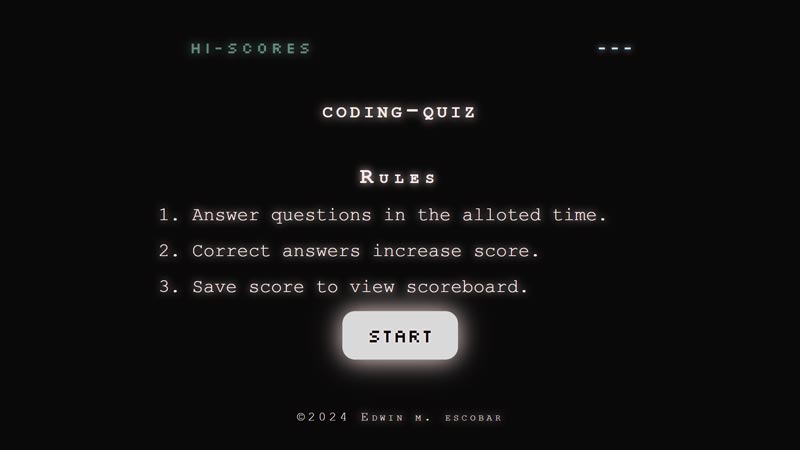 HI-SCORES ---
CODING-QUIZ
RULES
1. Answer questions in the alloted time.
2. Correct answers increase score.
3. Save score to view scoreboard.
START
©2024 EDWIN M. ESCOBAR